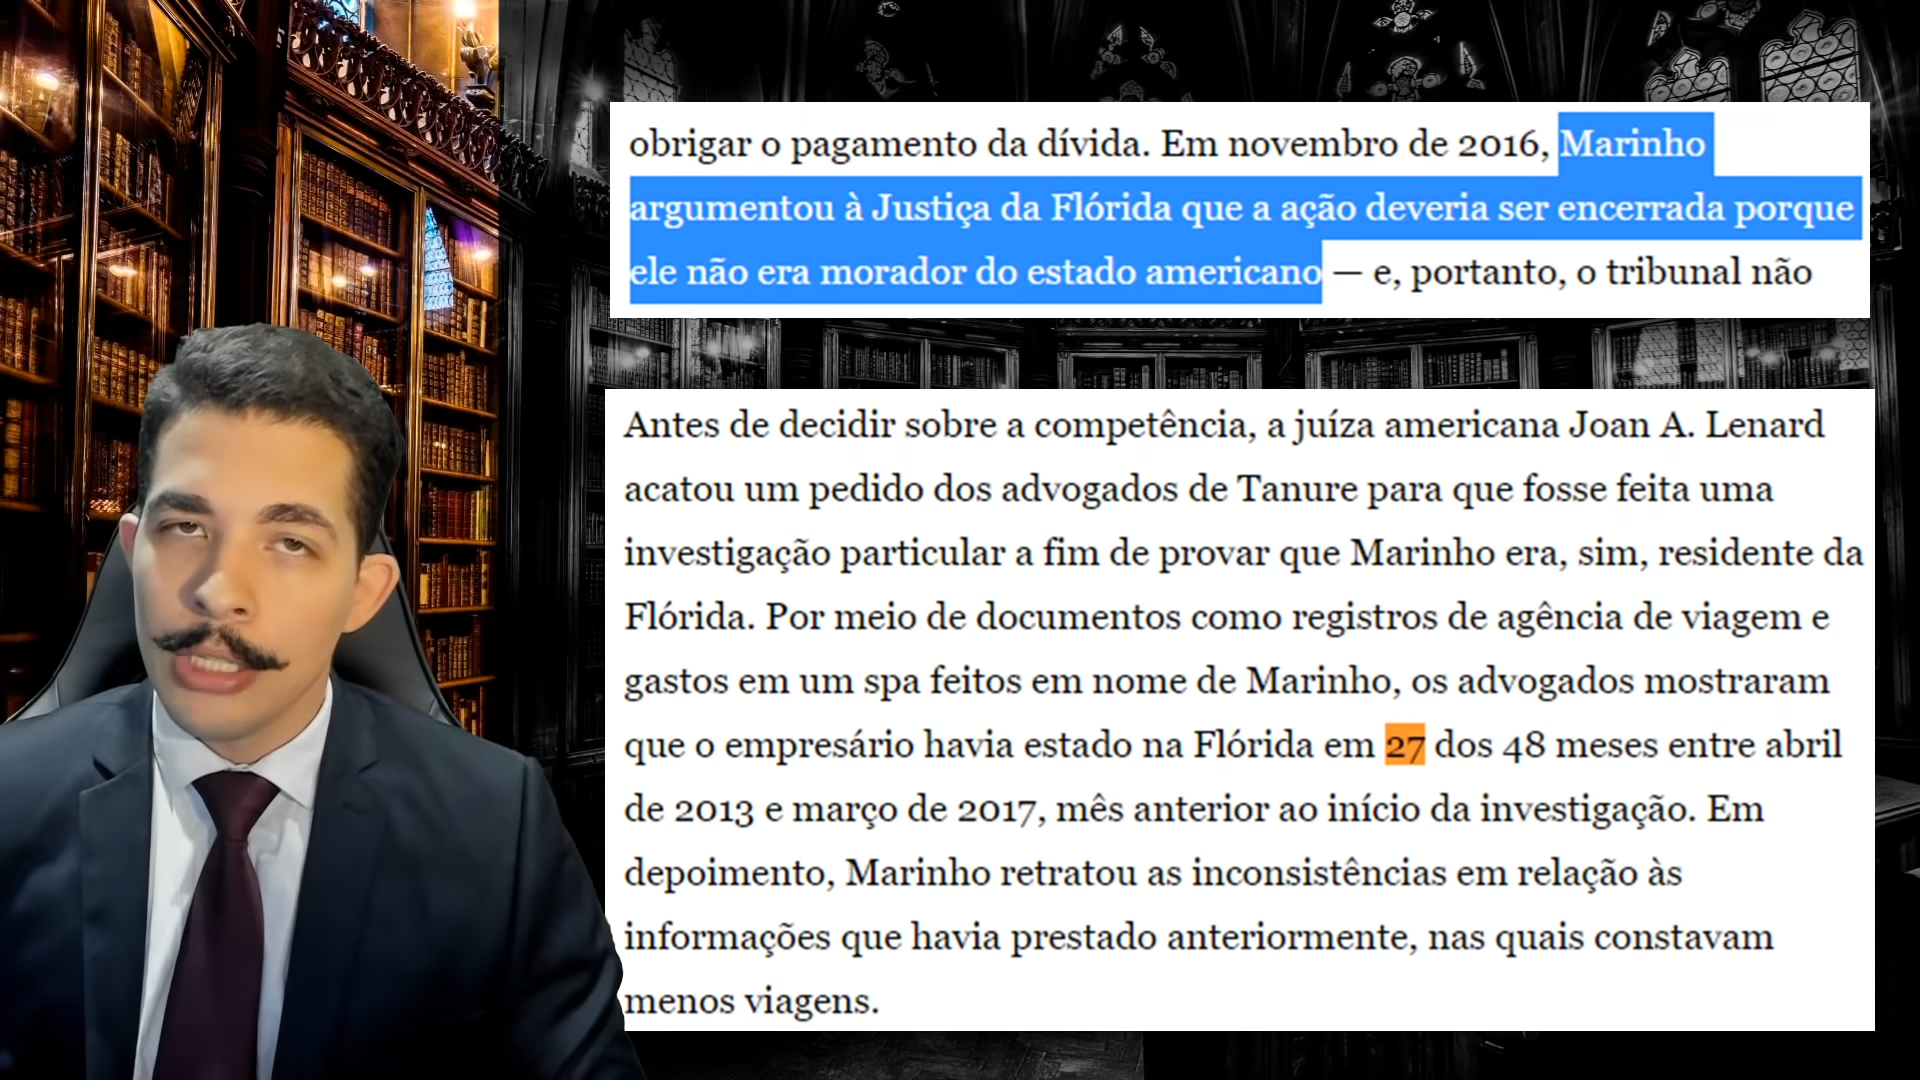 obrigar o pagamento da dívida. Em novembro de 2016, Marinho
argumentou à Justiça da Flórida que a ação deveria ser encerrada porque
ele não era morador do estado americano — e, portanto, o tribunal não
Antes de decidir sobre a competência, a juíza americana Joan A. Lenard
acatou um pedido dos advogados de Tanure para que fosse feita uma
investigação particular a fim de provar que Marinho era, sim, residente da
Flórida. Por meio de documentos como registros de agência de viagem e
gastos em um spa feitos em nome de Marinho, os advogados mostraram
que o empresário havia estado na Flórida em 27 dos 48 meses entre abril
de 2013 e março de 2017, mês anterior ao início da investigação. Em
depoimento, Marinho retratou as inconsistências em relação às
informações que havia prestado anteriormente, nas quais constavam
menos viagens.